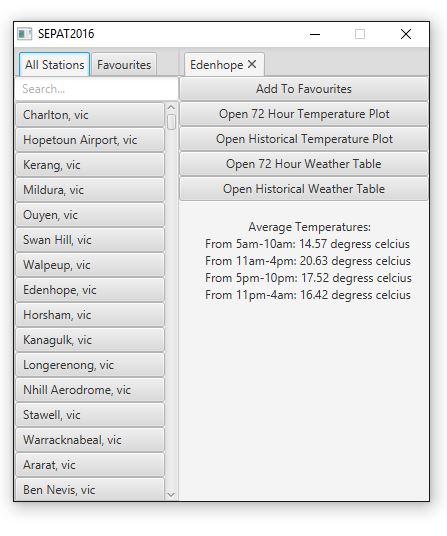 SEPAT2016
All Stations
Favourites
Search...
Charlton, vic
Hopetoun Airport, vic
Kerang, vic
Mildura, vic
Ouyen, vic
Swan Hill, vic
Walpeup, vic
Edenhope, vic
Horsham, vic
Kanagulk, vic
Longerenong, vic
Nhill Aerodrome, vic
Stawell, vic
Warracknabeal, vic
Ararat, vic
Ben Nevis, vic
Edenhope
Add To Favourites
Open 72 Hour Temperature Plot
Open Historical Temperature Plot
Open 72 Hour Weather Table
Open Historical Weather Table
Average Temperatures:
From 5am-10am: 14.57 degress celcius
From 11am-4pm: 20.63 degress celcius
From 5pm-10pm: 17.52 degress celcius
From 11pm-4am: 16.42 degress celcius